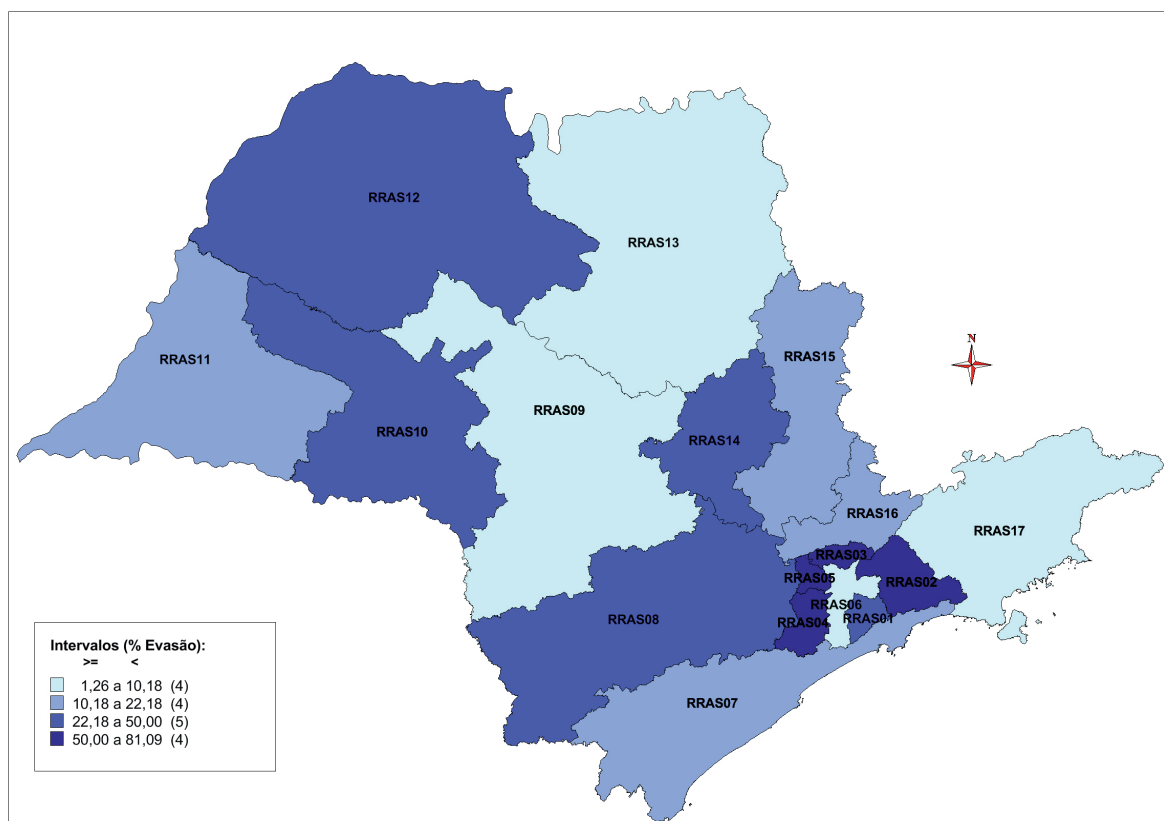 RRAS12
RRAS13
N
RRAS11
RRAS15
RRAS09
RRAS10
RRAS14
RRAS16
RRAS17
RRAS03
RRAS05
RRAS02
RRAS06
RRAS08
RRAS04
RRAS01
RRAS07
Intervalos (% Evasão):
>= <
1,26 a 10,18 (4)
10,18 a 22,18 (4)
22,18 a 50,00 (5)
50,00 a 81,09 (4)